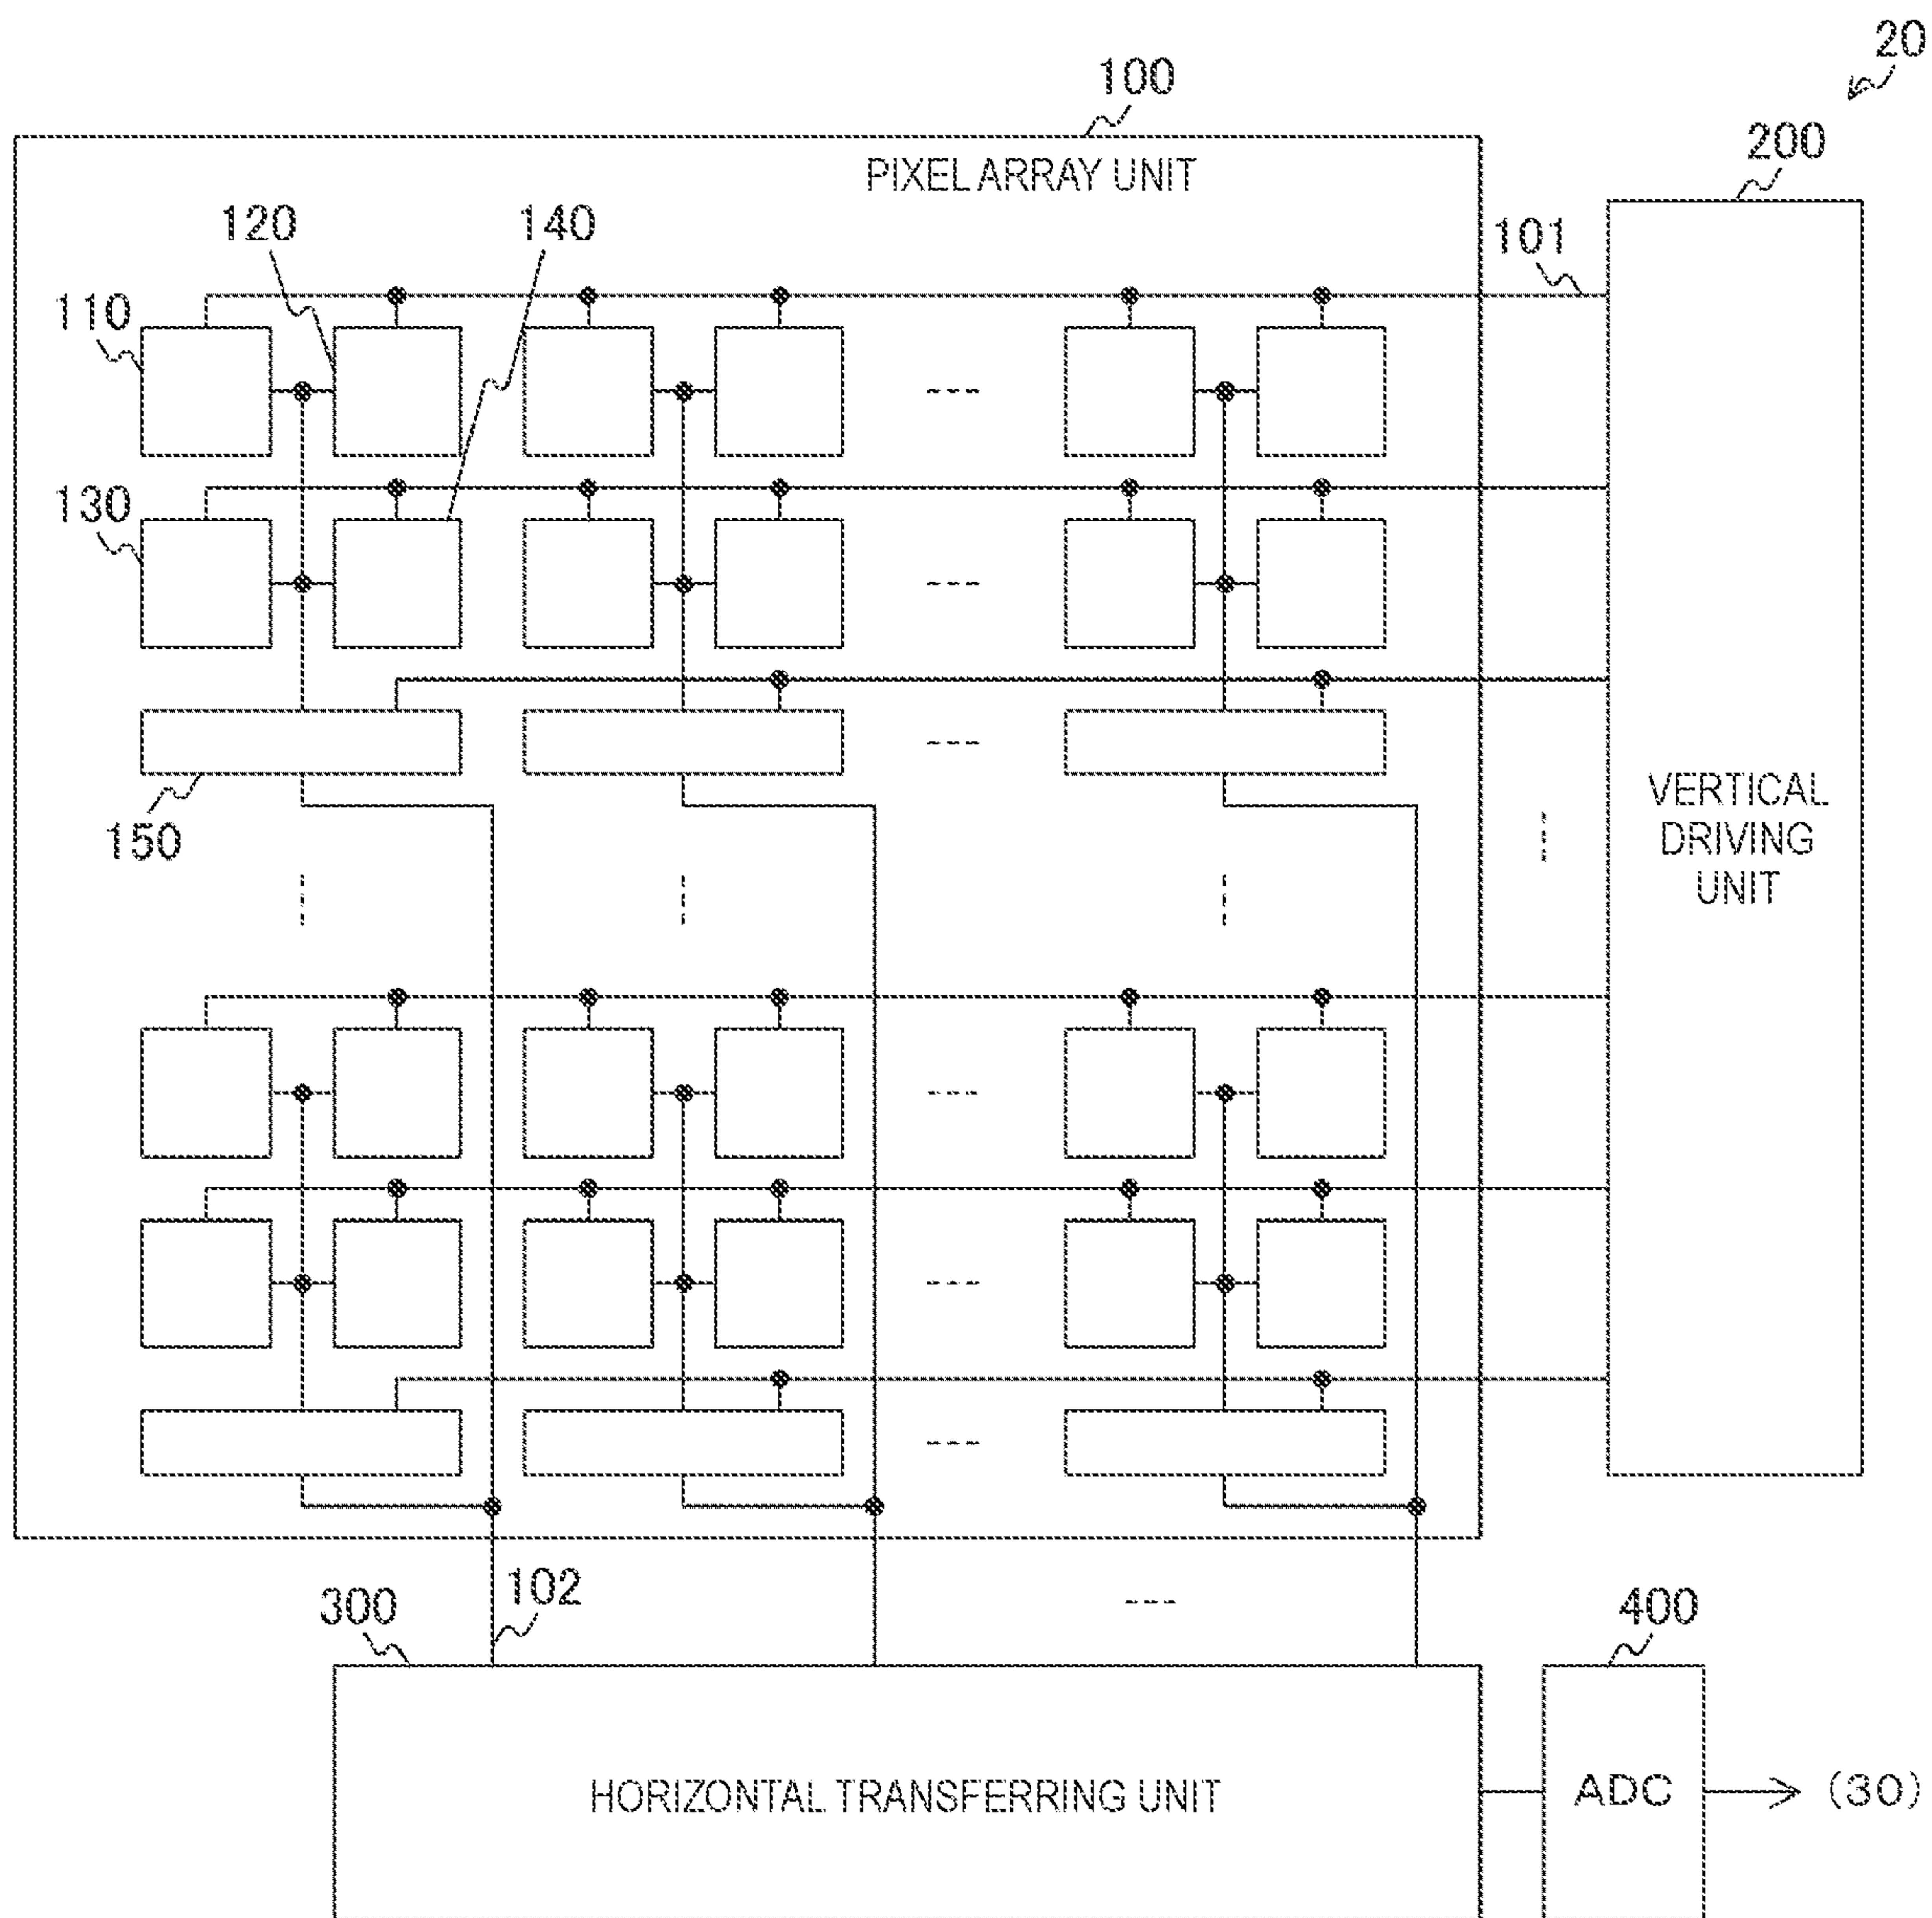 20
100
200
PIXEL ARRAY UNIT
120
140
101
110
130
150
VERTICAL
DRIVING
UNIT
102
300
400
HORIZONTAL TRANSFERRING UNIT
ADC
(30)